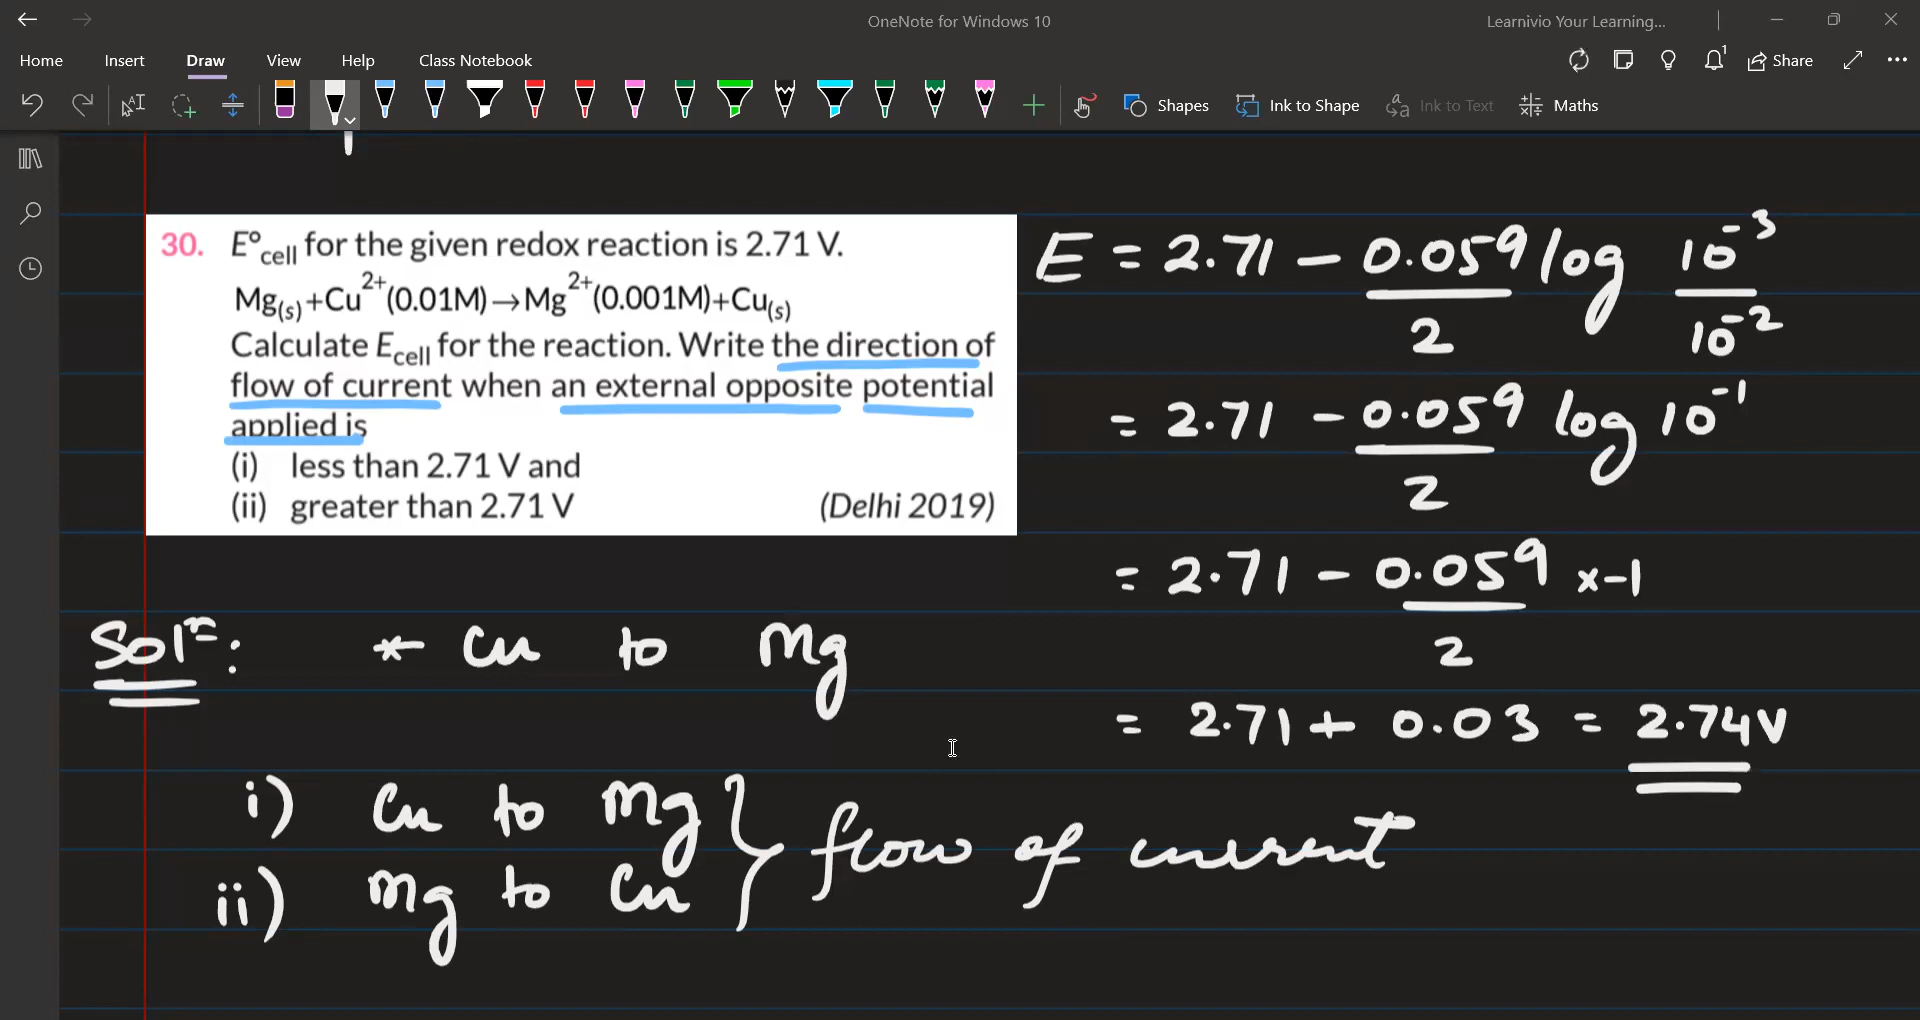 OneNote for Windows 10
Learnivio Your Learning...
Home Insert Draw View Help Class Notebook
1 Share
Shapes Ink to Shape Ink to Text Maths
30. E°cell for the given redox reaction is 2.71 V.
Mg(s)+Cu²⁺(0.01M)→Mg²⁺(0.001M)+Cu(s)
Calculate Ecell for the reaction. Write the direction of
flow of current when an external opposite potential
applied is
(i) less than 2.71 V and
(ii) greater than 2.71 V (Delhi 2019)
E = 2.71 - 0.059/2 log 10⁻³/10⁻²
= 2.71 - 0.059/2 log 10⁻¹
= 2.71 - 0.059/2 x-1
= 2.71 + 0.03 = 2.74V
Solⁿ: * Cu to Mg
i) Cu to Mg
ii) Mg to Cu
} flow of current